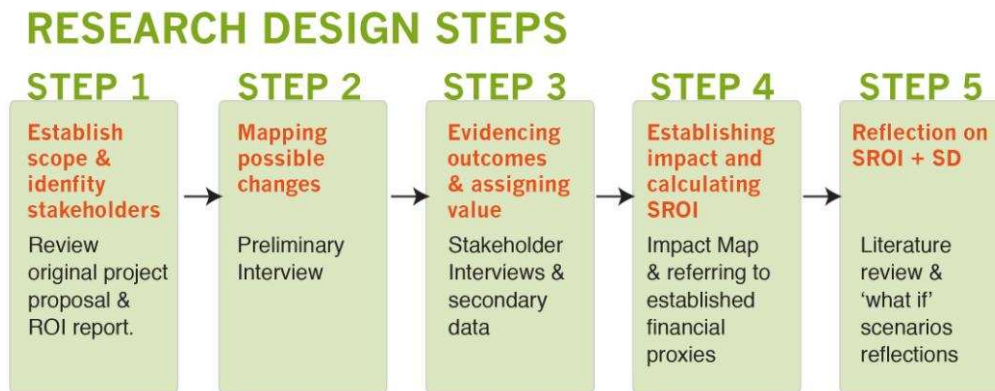 RESEARCH DESIGN STEPS
STEP 1
Establish
scope &
idenfity
stakeholders
Review
original project
proposal &
ROI report.
STEP 2
Mapping
possible
changes
Preliminary
Interview
STEP 3
Evidencing
outcomes
& assigning
value
Stakeholder
Interviews &
secondary
data
STEP 4
Establishing
impact and
calculating
SROI
Impact Map
& referring to
established
financial
proxies
STEP 5
Reflection on
SROI + SD
Literature
review &
‘what if’
scenarios
reflections